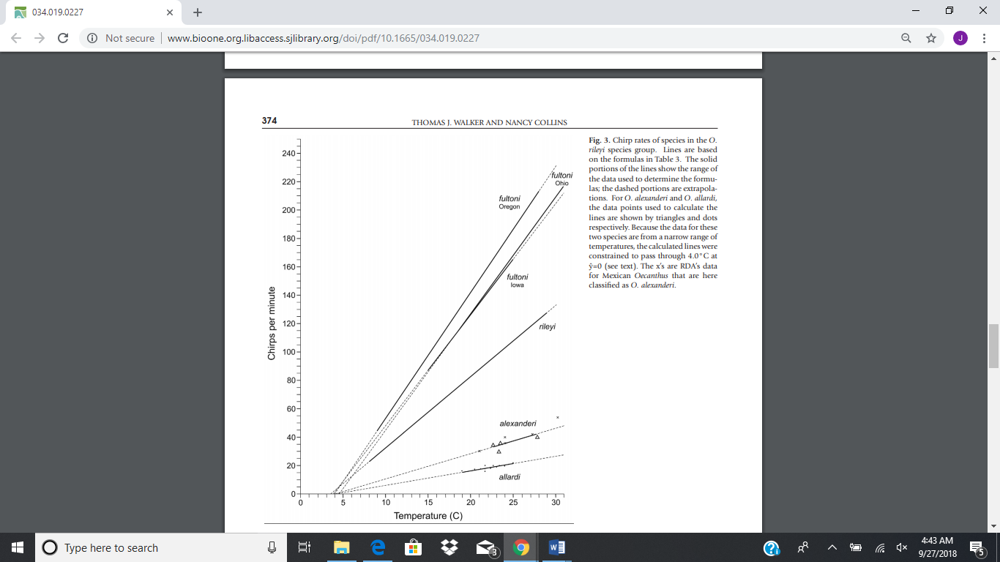 034.019.0227
Not secure
www.bioone.org.libaccess.sjlibrary.org/doi/pdf/10.1665/034.019.0227
J
374
THOMAS J. WALKER AND NANCY COLLINS
240
220
200
180
160
140
120
100
80
60
40
20
0
Chirps per minute
fultoni
Ohio
fultoni
Oregon
fultoni
Iowa
rileyi
alexanderi
allardi
0
5
10
15
20
25
30
Temperature (C)
Fig. 3. Chirp rates of species in the O.
rileyi species group. Lines are based
on the formulas in Table 3. The solid
portions of the lines show the range of
the data used to determine the formu-
las; the dashed portions are extrapola-
tions. For O. alexanderi and O. allardi,
the data points used to calculate the
lines are shown by triangles and dots
respectively. Because the data for these
two species are from a narrow range of
temperatures, the calculated lines were
constrained to pass through 4.0°C at
ŷ=0 (see text). The x's are RDA's data
for Mexican Oecanthus that are here
classified as O. alexanderi.
Type here to search
3
4:43 AM
9/27/2018
5